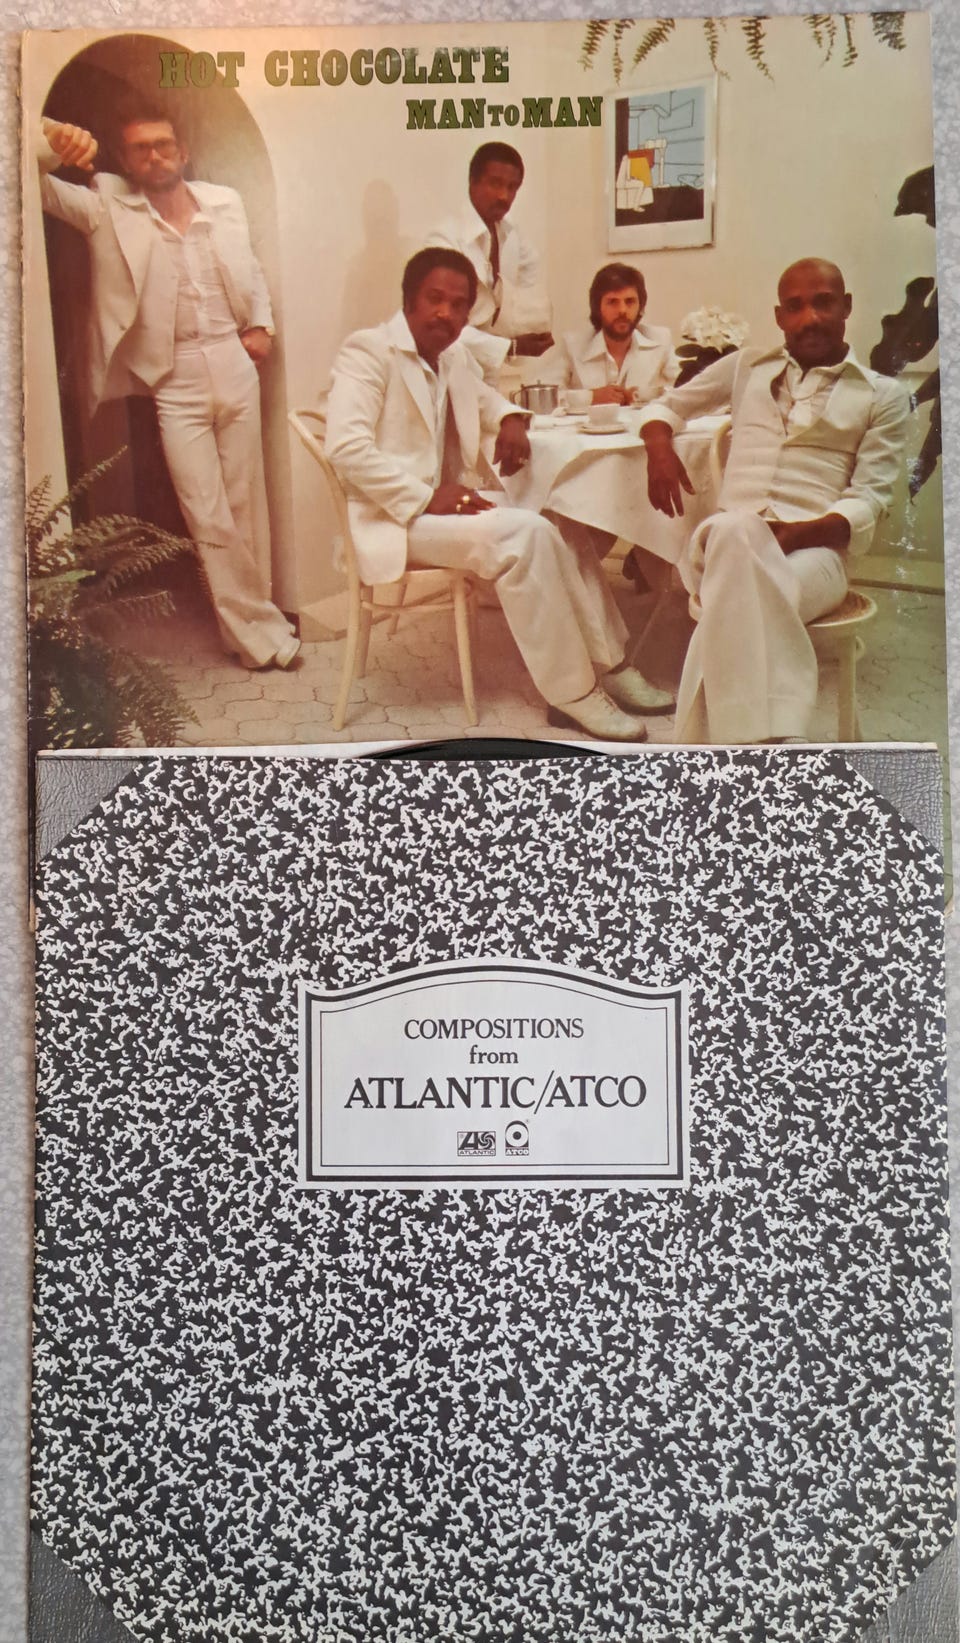 HOT CHOCOLATE
MAN TO MAN
COMPOSITIONS
from
ATLANTIC/ATCO
ATLANTIC
ATCO